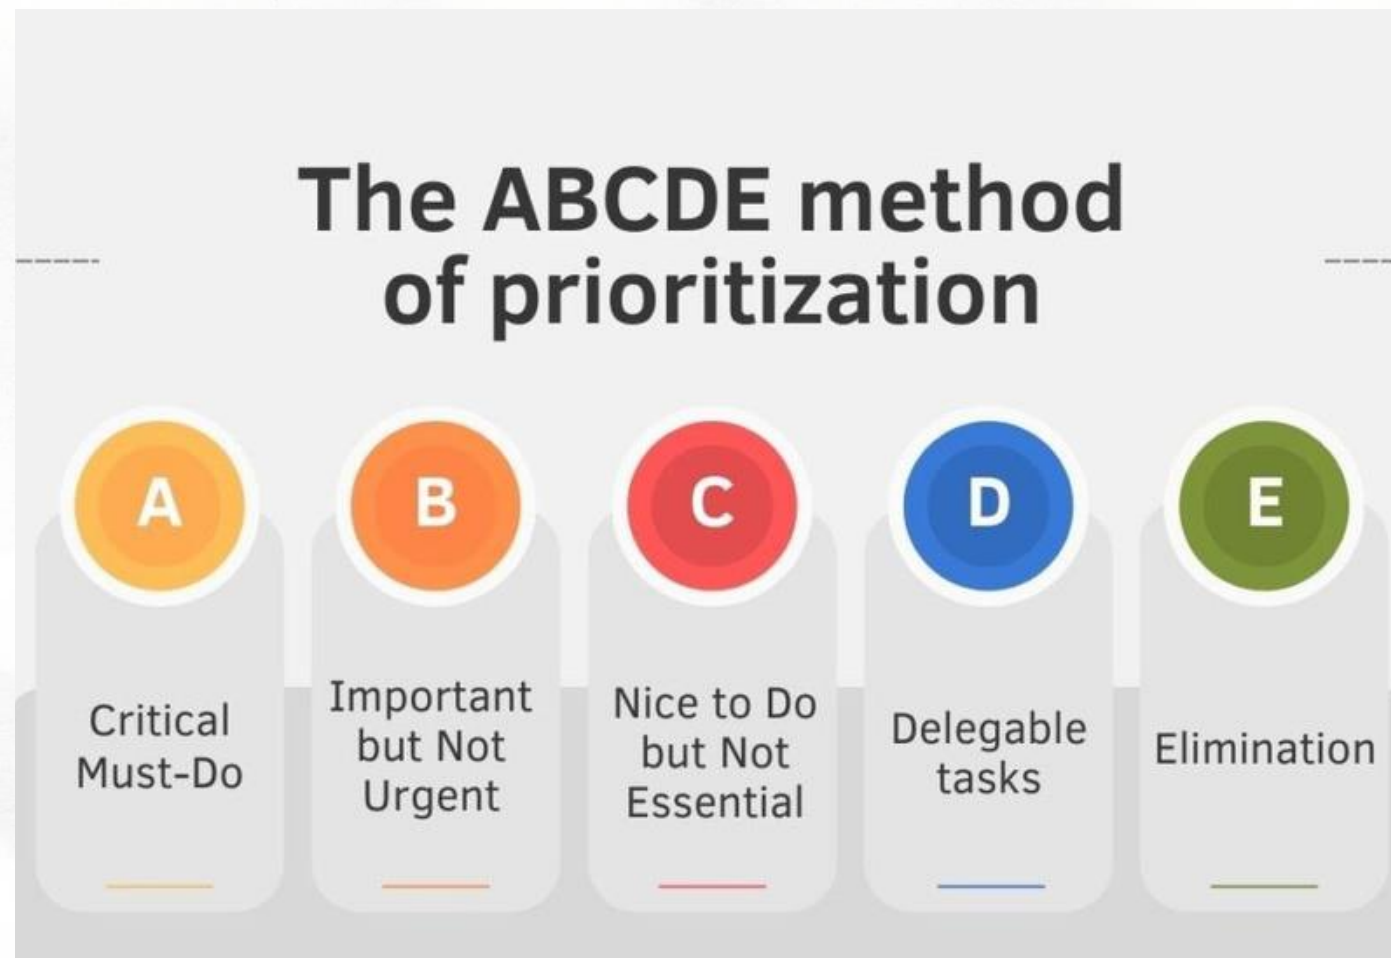 The ABCDE method
of prioritization
A
Critical
Must-Do
B
Important
but Not
Urgent
C
Nice to Do
but Not
Essential
D
Delegable
tasks
E
Elimination